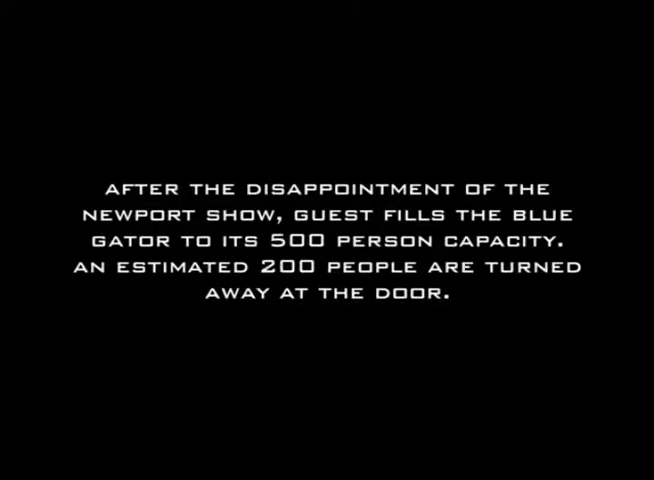 AFTER THE DISAPPOINTMENT OF THE
NEWPORT SHOW, GUEST FILLS THE BLUE
GATOR TO ITS 500 PERSON CAPACITY.
AN ESTIMATED 200 PEOPLE ARE TURNED
AWAY AT THE DOOR.